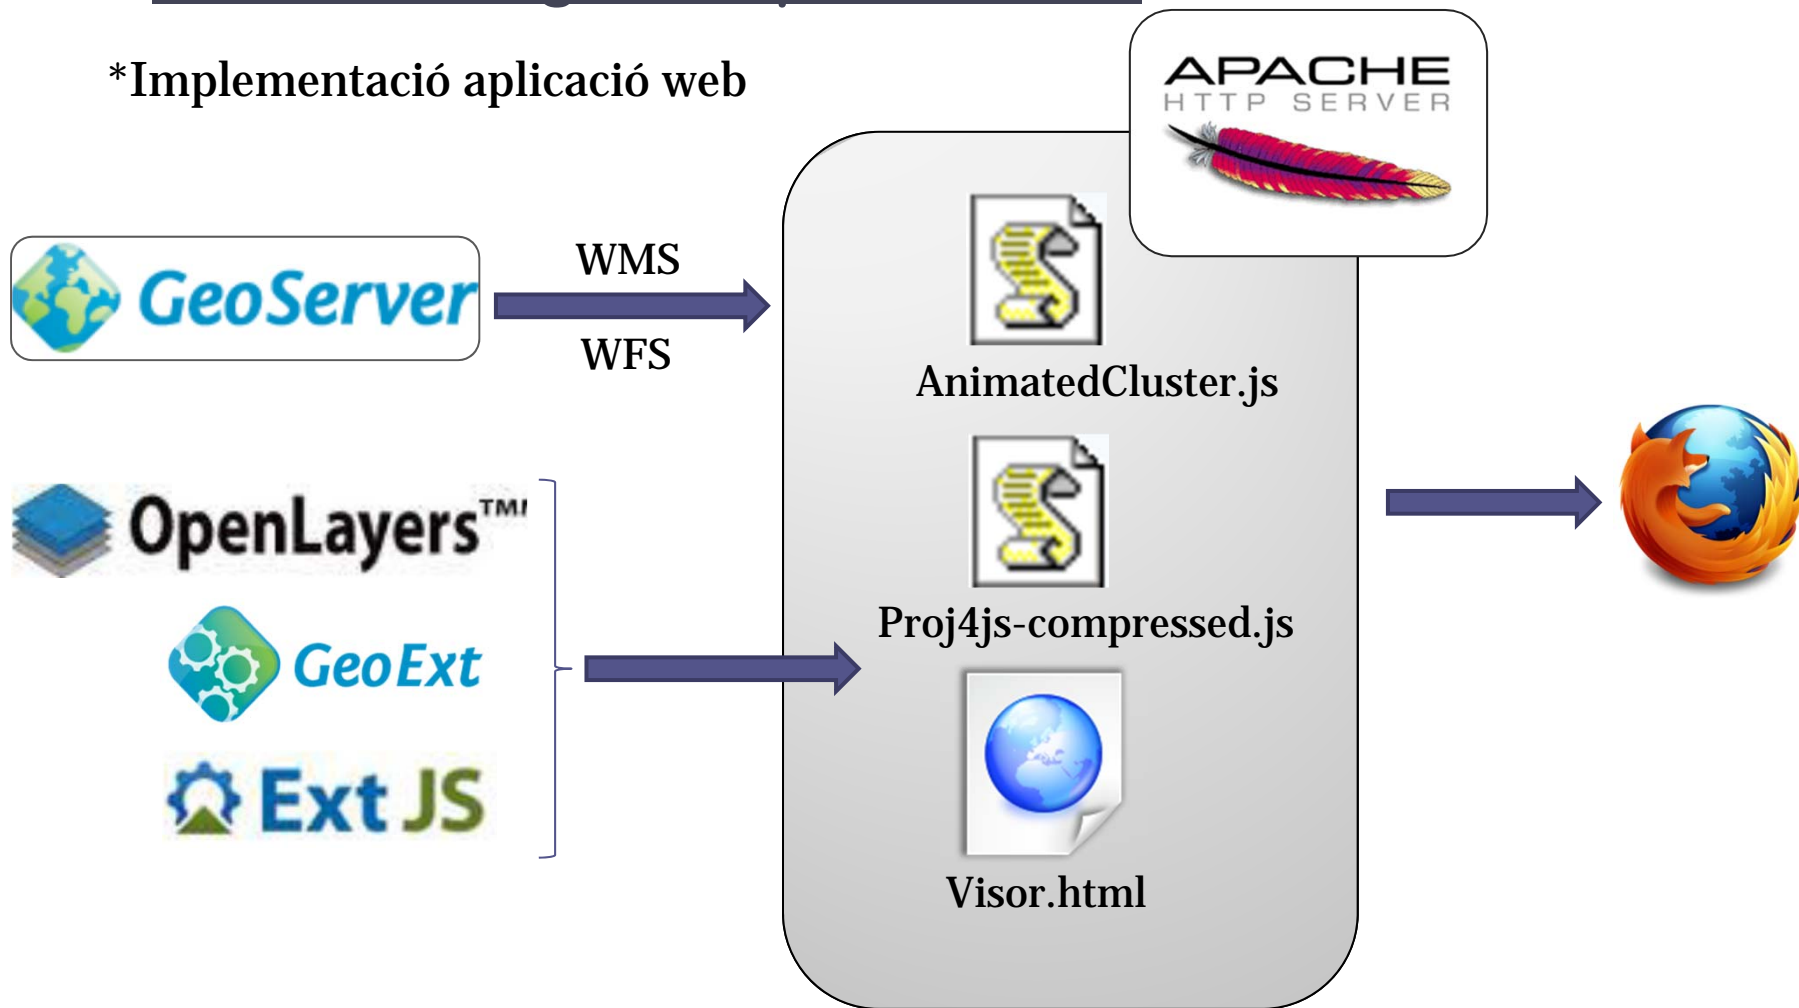 *Implementació aplicació web
APACHE
HTTP SERVER
GeoServer
WMS
WFS
AnimatedCluster.js
OpenLayers™
Proj4js-compressed.js
GeoExt
Ext JS
Visor.html